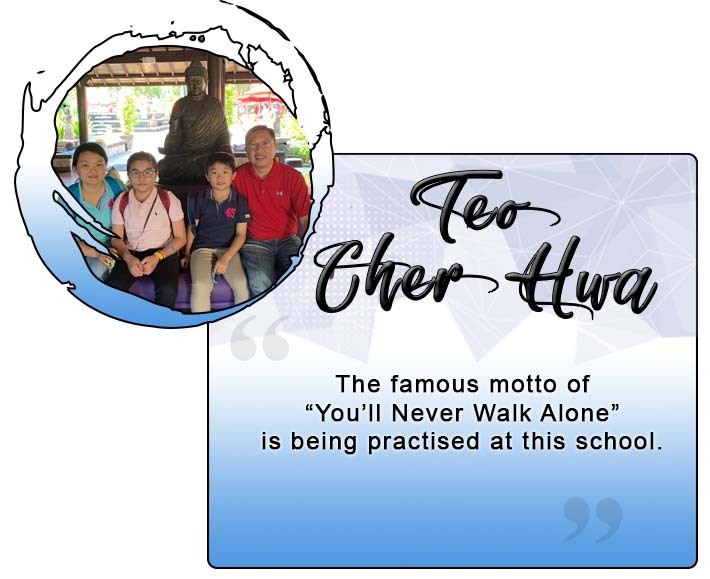 Teo
Cher Hwa
“
The famous motto of
“You’ll Never Walk Alone”
is being practised at this school.
”